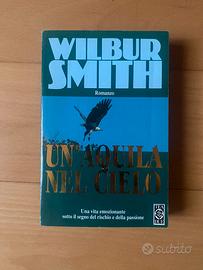 WILBUR
SMITH
Romanzo
UN'AQUILA
NEL CIELO
Una vita emozionante
sotto il segno del rischio e della passione
TEA
subito